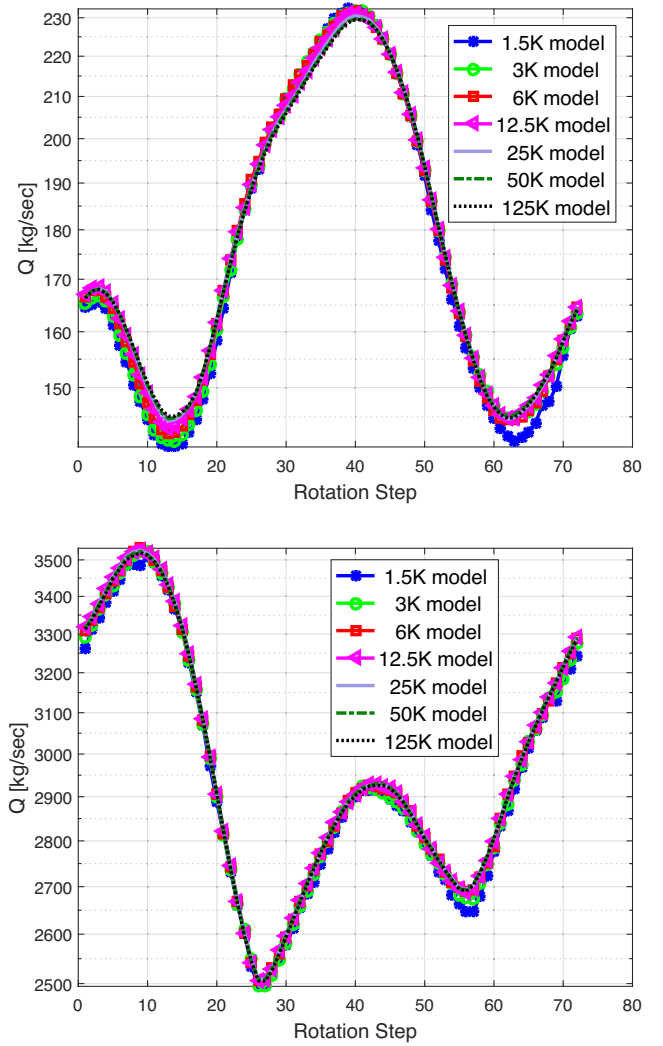 230
220
210
200
190
180
170
160
150
Q [kg/sec]
0 10 20 30 40 50 60 70 80
Rotation Step
1.5K model
3K model
6K model
12.5K model
25K model
50K model
125K model
3500
3400
3300
3200
3100
3000
2900
2800
2700
2600
2500
Q [kg/sec]
0 10 20 30 40 50 60 70 80
Rotation Step
1.5K model
3K model
6K model
12.5K model
25K model
50K model
125K model